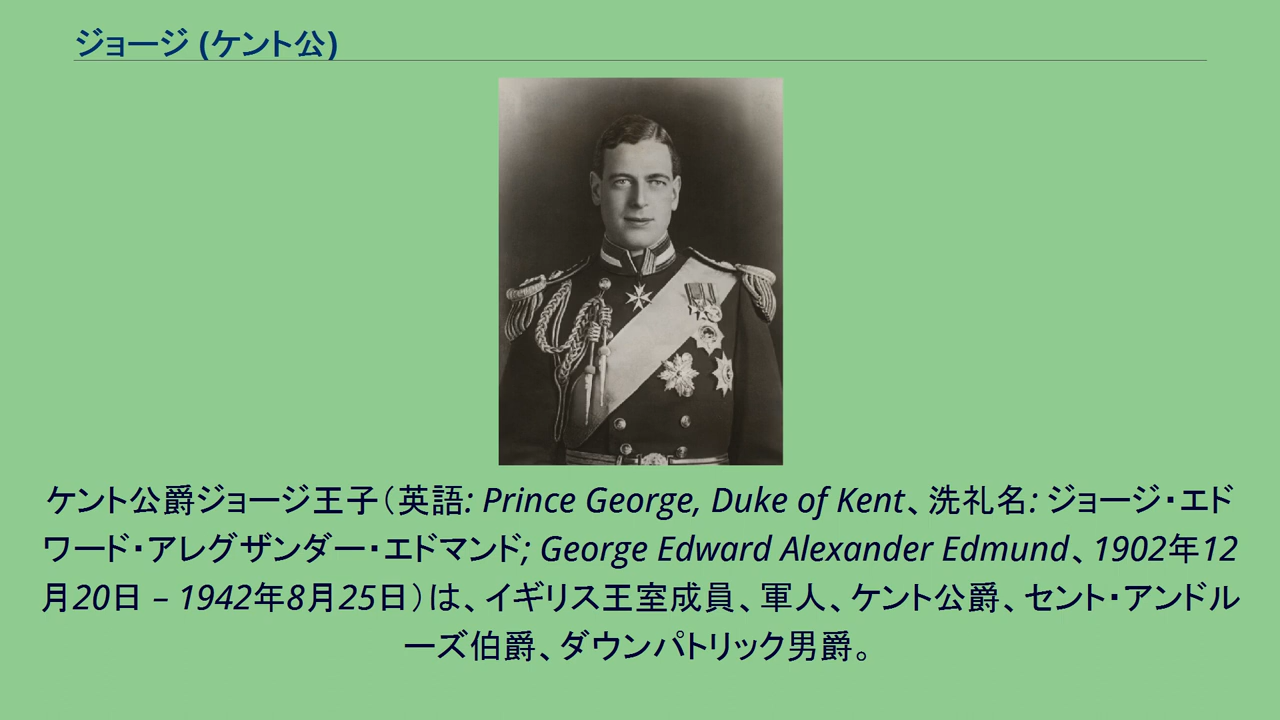 ジョージ (ケント公)
ケント公爵ジョージ王子（英語: Prince George, Duke of Kent、洗礼名: ジョージ・エド
ワード・アレグザンダー・エドマンド; George Edward Alexander Edmund、1902年12
月20日 – 1942年8月25日）は、イギリス王室成員、軍人、ケント公爵、セント・アンドル
ーズ伯爵、ダウンパトリック男爵。